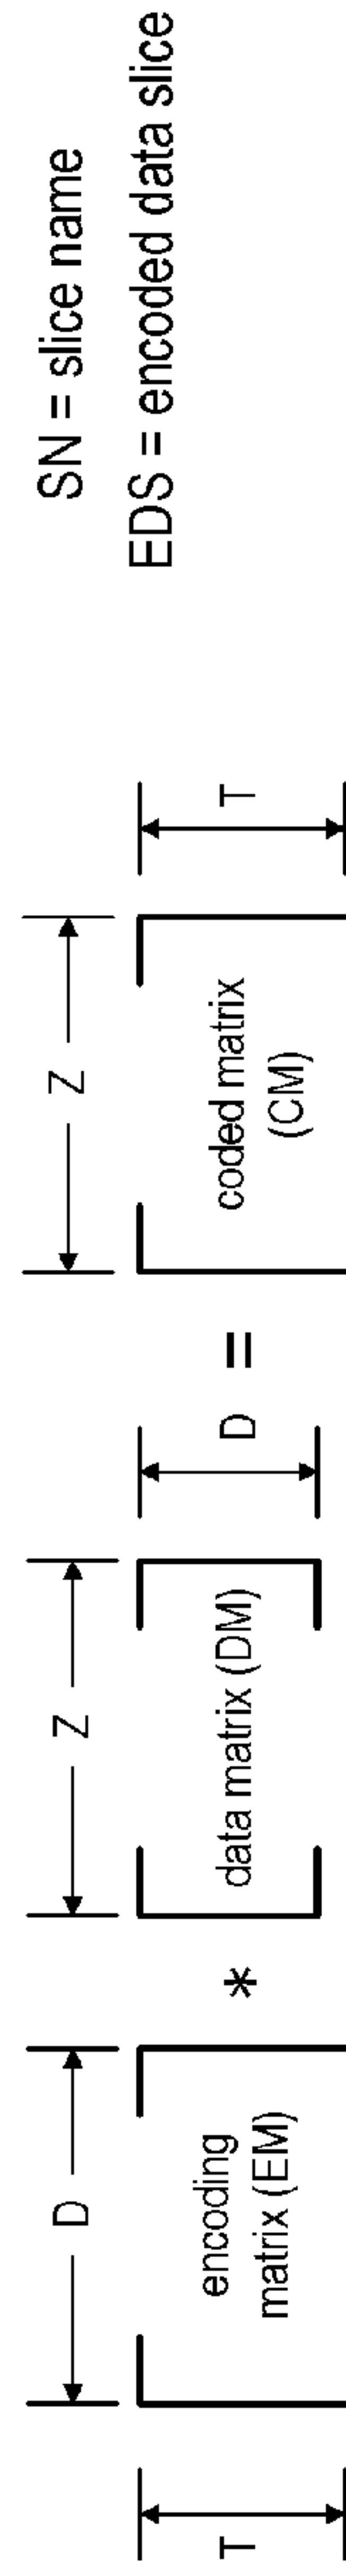 SN = slice name
EDS = encoded data slice
D
Z
Z
T
encoding
matrix (EM)
*
data matrix (DM)
D
=
coded matrix
(CM)
T